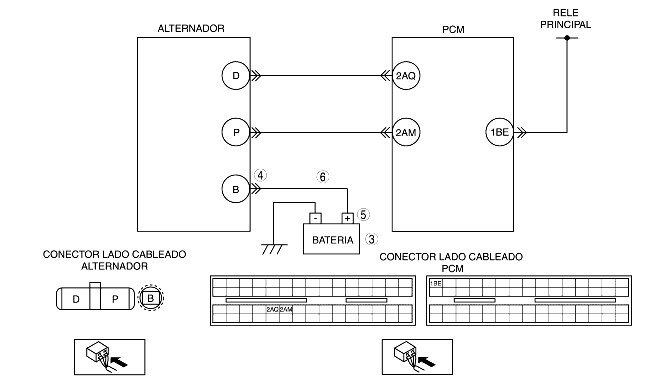 ALTERNADOR
PCM
RELE
PRINCIPAL
D
2AQ
P
2AM
1BE
B
4
6
5
- +
BATERIA
3
CONECTOR LADO CABLEADO
ALTERNADOR
CONECTOR LADO CABLEADO
PCM
D P B
1BE
2AQ 2AM